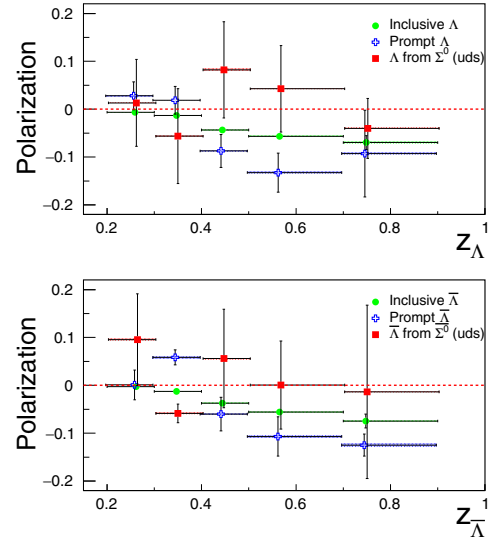 Polarization
0.2
0.1
0
−0.1
−0.2
Inclusive Λ
Prompt Λ
Λ from Σ⁰ (uds)
0.2 0.4 0.6 0.8 1
z_Λ
Polarization
0.2
0.1
0
−0.1
−0.2
Inclusive Λ̅
Prompt Λ̅
Λ̅ from Σ̅⁰ (uds)
0.2 0.4 0.6 0.8 1
z_Λ̅